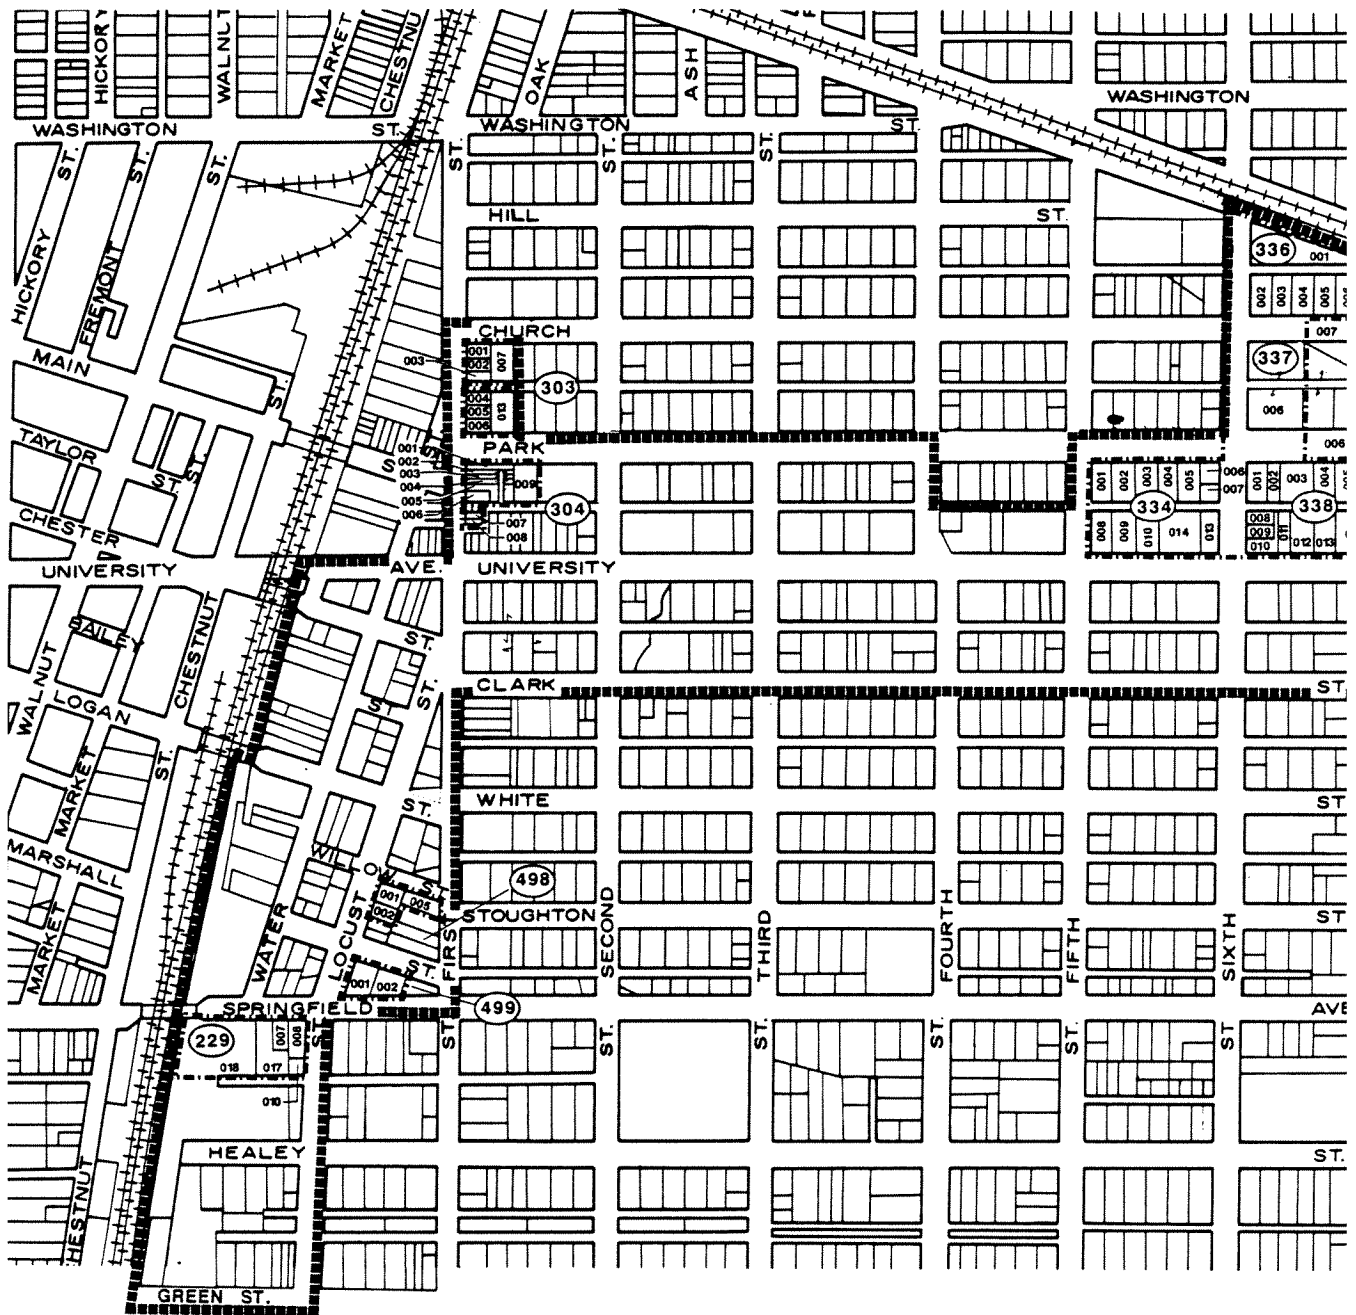 HICKORY
WALNUT
MARKET
CHESTNUT
OAK
ASH
WASHINGTON
WASHINGTON
ST.
WASHINGTON
ST.
ST.
ST.
ST.
ST.
ST.
ST.
ST.
HILL
ST.
HICKORY
FREMONT
336
001
002
003
004
005
CHURCH
007
MAIN
003
001
002
007
303
337
004
005
006
013
006
ST.
TAYLOR
ST.
ST.
PARK
006
001
002
003
004
005
006
009
304
007
008
001
002
003
004
005
006
007
334
008
009
010
014
013
001
002
003
004
338
008
009
010
011
012
013
CHESTER
UNIVERSITY
AVE.
UNIVERSITY
BAILEY
CHESTNUT
ST.
WALNUT
LOGAN
ST.
ST.
CLARK
ST.
MARKET
ST.
ST.
WHITE
ST.
MARSHALL
WILLOW
ST.
498
001
005
002
STOUGHTON
ST.
MARKET
WATER
LOCUST
FIRST
SECOND
THIRD
FOURTH
FIFTH
SIXTH
ST.
001
002
499
SPRINGFIELD
AVE
229
007
008
018
017
010
ST.
ST.
ST.
ST.
ST.
ST.
ST.
HEALEY
ST.
HESTNUT
GREEN ST.